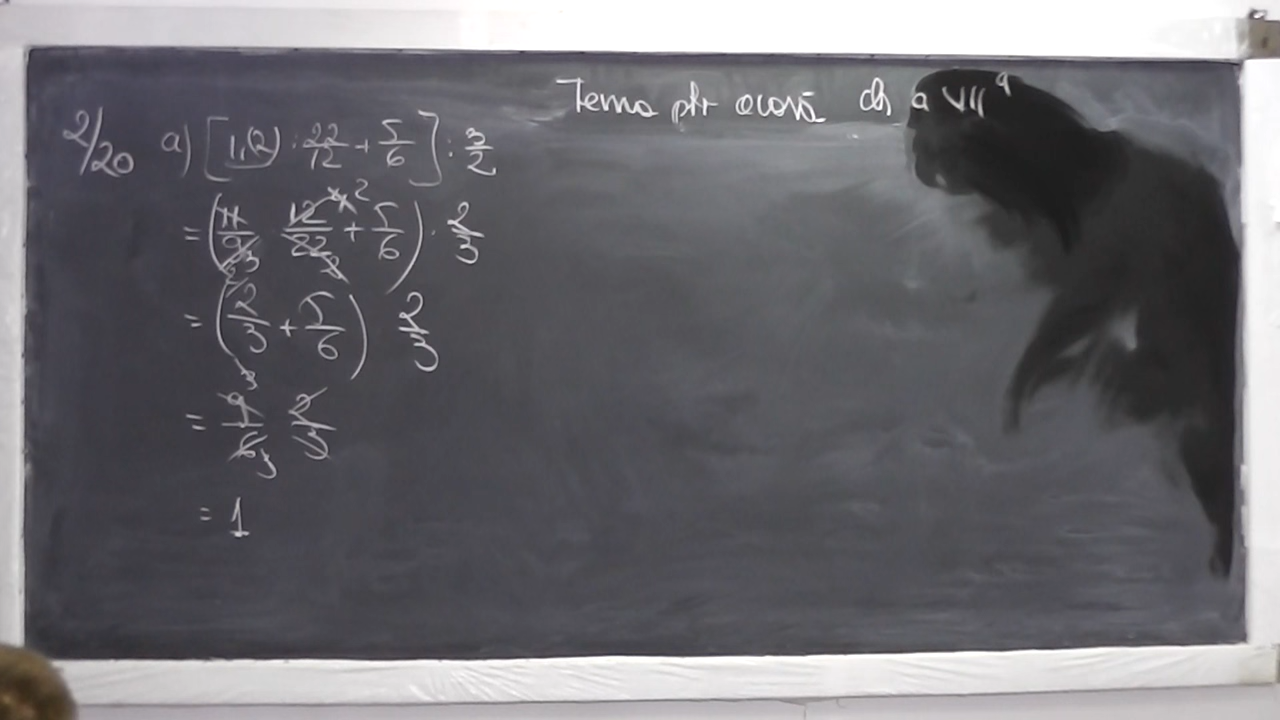 Tema ptr acasă cls a VII a
2/20 a) [1,(2) : 22/12 + 5/6] : 3/2
= (11/9 12/22 + 5/6) · 2/3
= (2/3 + 5/6) 2/3
= 9/6 2/3
= 1